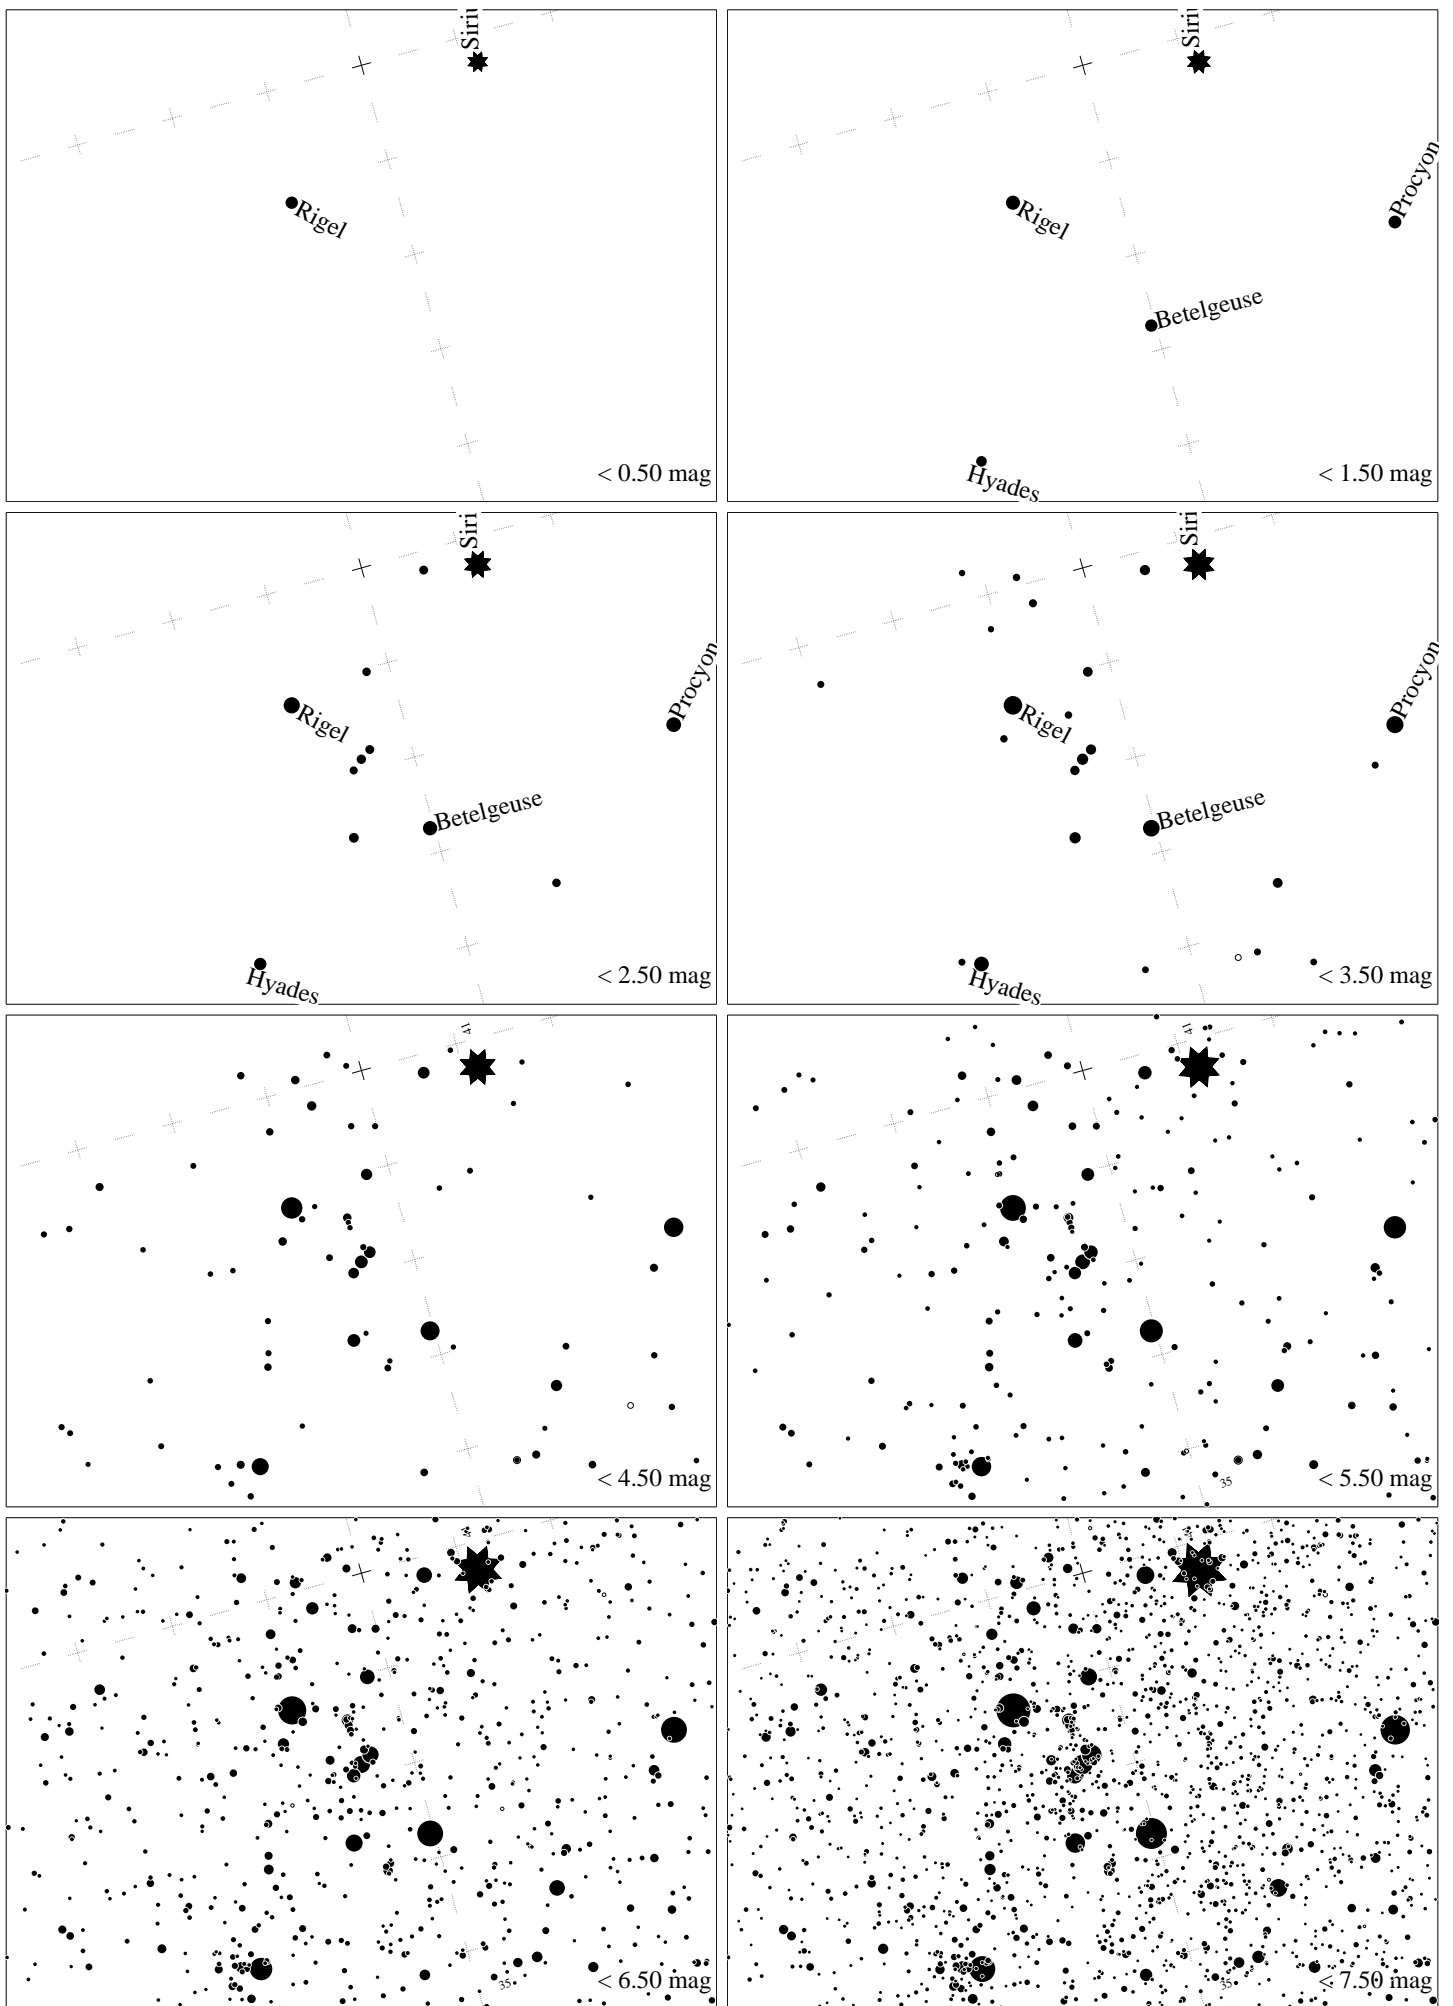 Siri
Rigel
< 0.50 mag
Siri
Procyon
Rigel
Betelgeuse
Hyades
< 1.50 mag
Siri
Procyon
Rigel
Betelgeuse
Hyades
< 2.50 mag
Siri
Procyon
Rigel
Betelgeuse
Hyades
< 3.50 mag
41
< 4.50 mag
41
35
< 5.50 mag
35
< 6.50 mag
35
< 7.50 mag